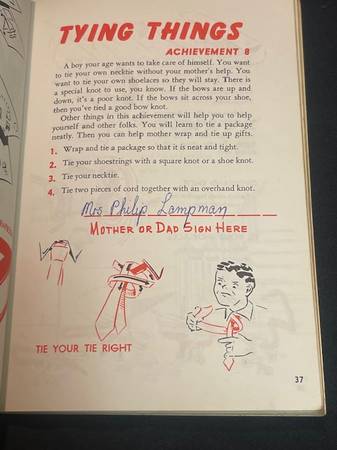 TYING THINGS
ACHIEVEMENT 8
A boy your age wants to take care of himself. You want
to tie your own necktie without your mother's help. You
want to tie your own shoelaces so they will stay. There is
a special knot to use, you know. If the bows are up and
down, it's a poor knot. If the bows sit across your shoe,
then you've tied a good bow knot.
Other things in this achievement will help you to help
yourself and other folks. You will learn to tie a package
neatly. Then you can help mother wrap and tie up gifts.
1. Wrap and tie a package so that it is neat and tight.
2. Tie your shoestrings with a square knot or a shoe knot.
3. Tie your necktie.
4. Tie two pieces of cord together with an overhand knot.
Mrs Philip Lampman
MOTHER OR DAD SIGN HERE
TIE YOUR TIE RIGHT
37